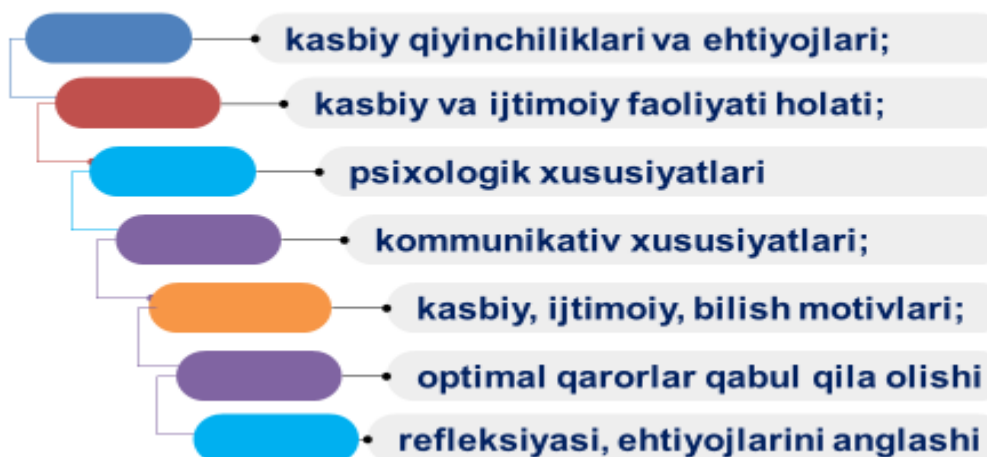 kasbiy qiyinchiliklari va ehtiyojlari;
kasbiy va ijtimoiy faoliyati holati;
psixologik xususiyatlari
kommunikativ xususiyatlari;
kasbiy, ijtimoiy, bilish motivlari;
optimal qarorlar qabul qila olishi
refleksiyasi, ehtiyojlarini anglashi